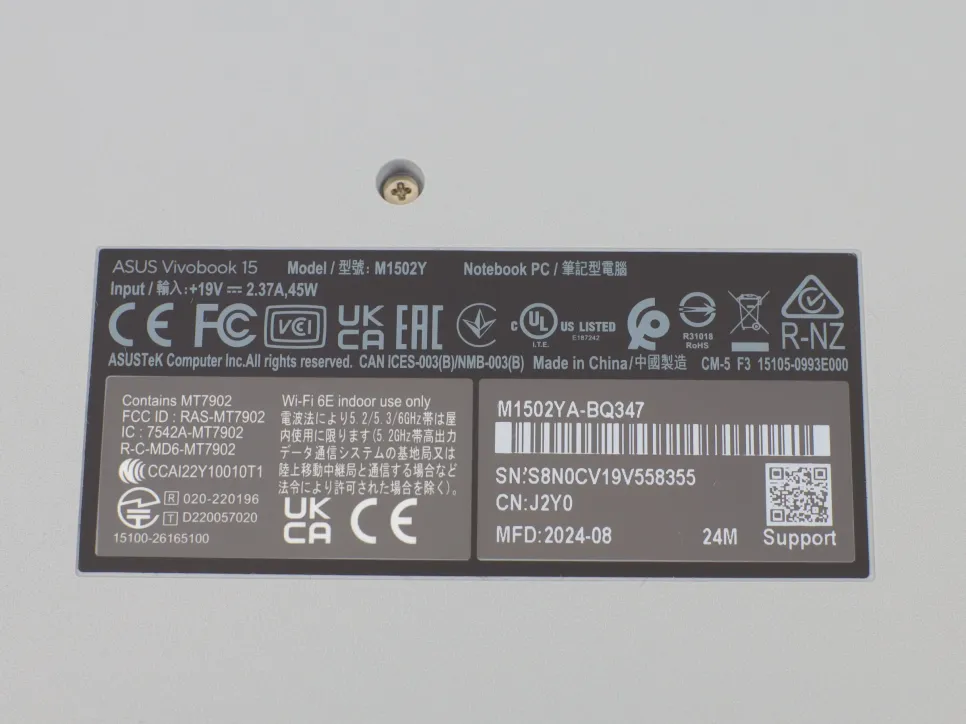 ASUS Vivobook 15 Model / 型號: M1502Y Notebook PC / 筆記型電腦
Input / 輸入: +19V ⎓ 2.37A,45W
CE FC VCI UK CA EAC c UL US LISTED
I.T.E. E187242
R31018
RoHS
R-NZ
ASUSTeK Computer Inc.All rights reserved. CAN ICES-003(B)/NMB-003(B) Made in China/中國製造 CM-5 F3 15105-0993E000
Contains MT7902
FCC ID : RAS-MT7902
IC : 7542A-MT7902
R-C-MD6-MT7902
CCAI22Y10010T1
R 020-220196
T D220057020
15100-26165100
Wi-Fi 6E indoor use only
電波法により5.2/5.3/6GHz帯は屋
内使用に限ります(5.2GHz帯高出力
データ通信システムの基地局又は
陸上移動中継局と通信する場合など
法令により許可された場合を除く)。
UK CA CE
M1502YA-BQ347
SN:S8N0CV19V558355
CN:J2Y0
MFD:2024-08 24M Support